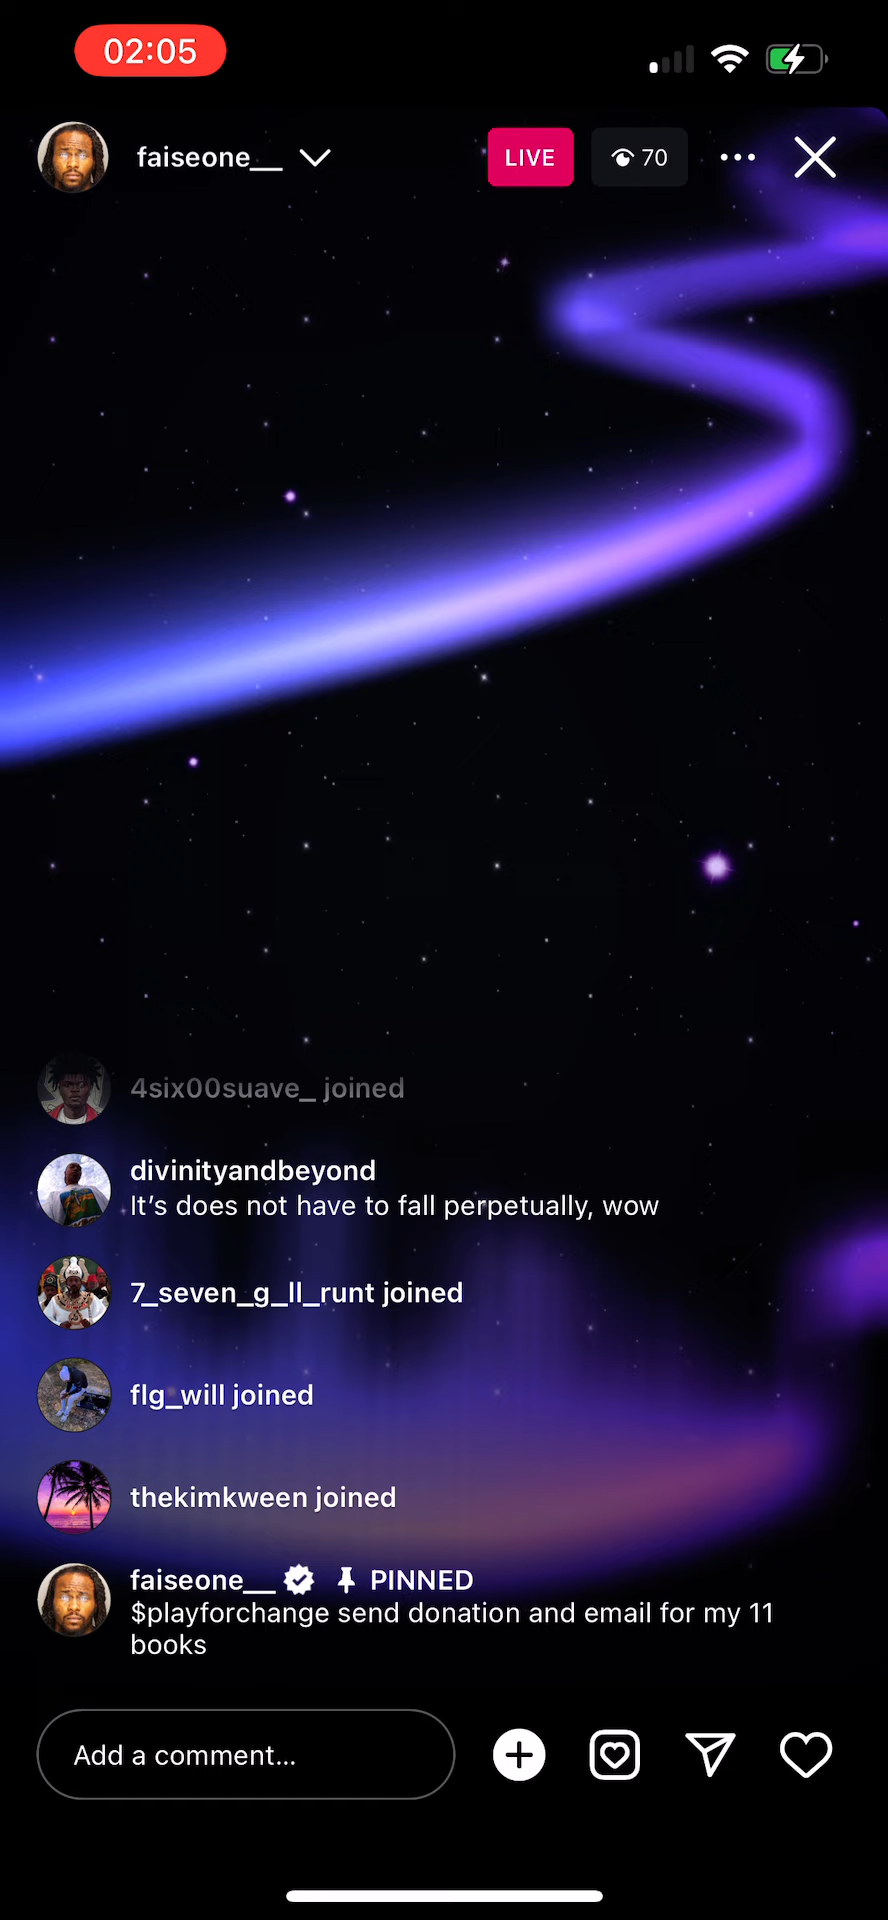 02:05
faiseone__
LIVE
70
4six00suave_ joined
divinityandbeyond
It’s does not have to fall perpetually, wow
7_seven_g_ll_runt joined
flg_will joined
thekimkween joined
faiseone__ PINNED
$playforchange send donation and email for my 11
books
Add a comment...